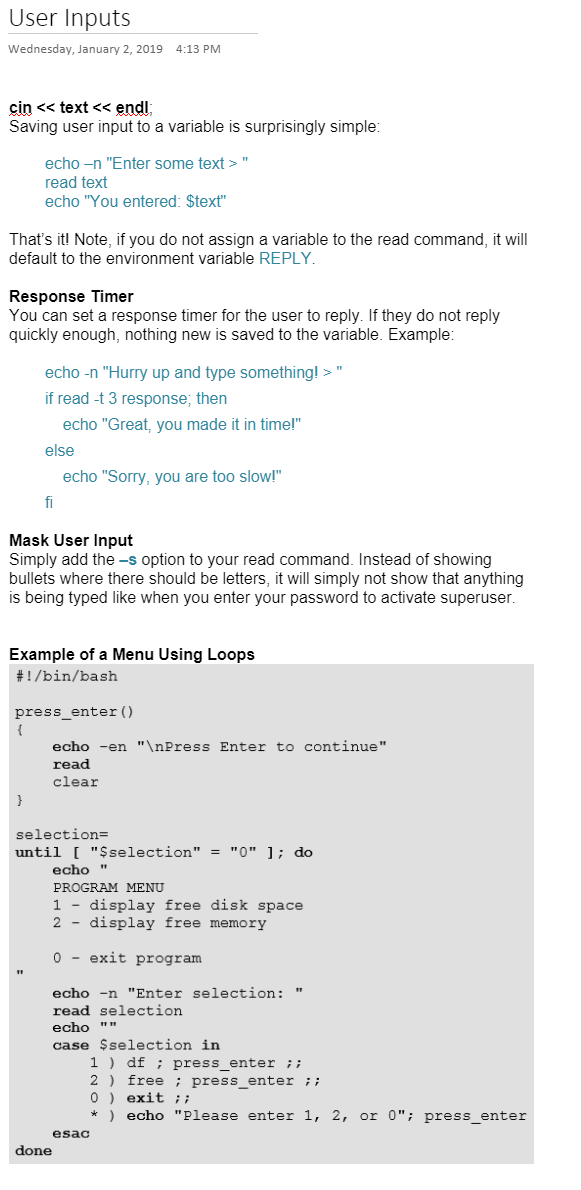 User Inputs
Wednesday, January 2, 2019 4:13 PM
cin << text << endl;
Saving user input to a variable is surprisingly simple:
echo –n "Enter some text > "
read text
echo "You entered: $text"
That's it! Note, if you do not assign a variable to the read command, it will
default to the environment variable REPLY.
Response Timer
You can set a response timer for the user to reply. If they do not reply
quickly enough, nothing new is saved to the variable. Example:
echo -n "Hurry up and type something! > "
if read -t 3 response; then
echo "Great, you made it in time!"
else
echo "Sorry, you are too slow!"
fi
Mask User Input
Simply add the –s option to your read command. Instead of showing
bullets where there should be letters, it will simply not show that anything
is being typed like when you enter your password to activate superuser.
Example of a Menu Using Loops
#!/bin/bash
press_enter()
{
echo -en "\nPress Enter to continue"
read
clear
}
selection=
until [ "$selection" = "0" ]; do
echo "
PROGRAM MENU
1 - display free disk space
2 - display free memory
0 - exit program
"
echo -n "Enter selection: "
read selection
echo ""
case $selection in
1 ) df ; press_enter ;;
2 ) free ; press_enter ;;
0 ) exit ;;
* ) echo "Please enter 1, 2, or 0"; press_enter
esac
done